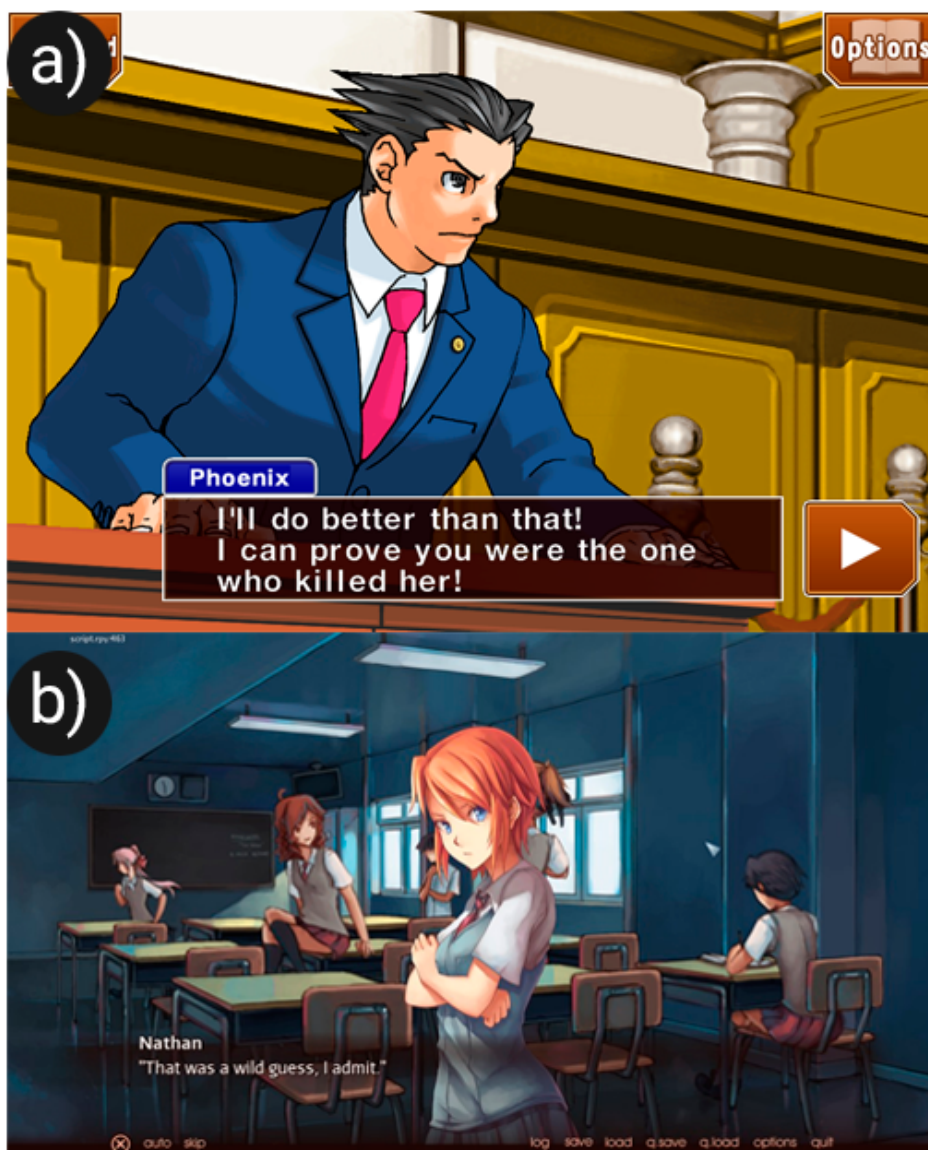 a)
Options
Phoenix
I'll do better than that!
I can prove you were the one
who killed her!
script.rpy:463
b)
Nathan
"That was a wild guess, I admit."
auto skip
log save load q.save q.load options quit